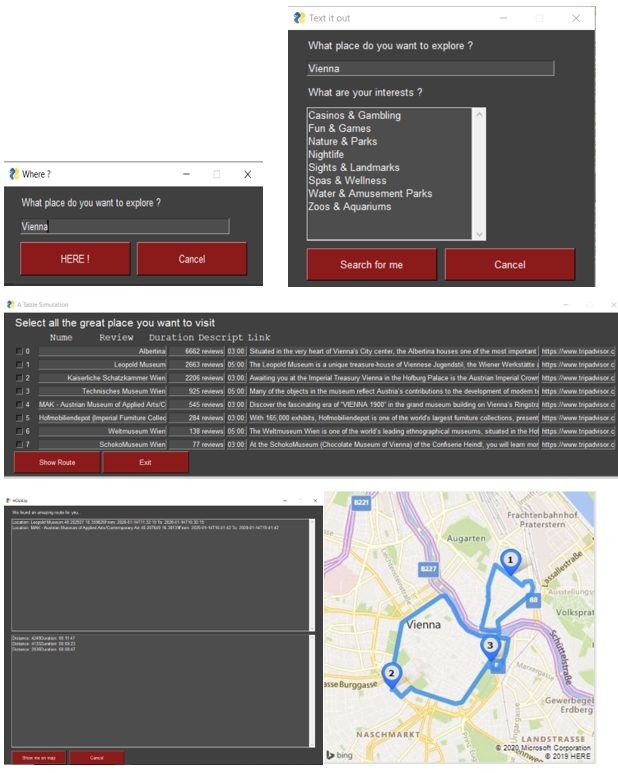 Text it out
What place do you want to explore ?
Vienna
What are your interests ?
Casinos & Gambling
Fun & Games
Nature & Parks
Nightlife
Sights & Landmarks
Spas & Wellness
Water & Amusement Parks
Zoos & Aquariums
Search for me
Cancel
Where ?
What place do you want to explore ?
Vienna
HERE !
Cancel
A Table Simulation
Select all the great place you want to visit
Name Review Duration Descript Link
0 Albertina 6662 reviews 03:00 Situated in the very heart of Vienna's City center, the Albertina houses one of the most important https://www.tripadvisor.c
1 Leopold Museum 2663 reviews 05:00 The Leopold Museum is a unique treasure-house of Viennese Jugendstil, the Wiener Werkstätte https://www.tripadvisor.c
2 Kaiserliche Schatzkammer Wien 2206 reviews 03:00 Awaiting you at the Imperial Treasury Vienna in the Hofburg Palace is the Austrian Imperial Crown https://www.tripadvisor.c
3 Technisches Museum Wien 925 reviews 05:00 Many of the objects in the museum reflect Austria's contributions to the development of modern te https://www.tripadvisor.c
4 MAK - Austrian Museum of Applied Arts/C 545 reviews 03:00 Discover the fascinating era of "VIENNA 1900" in the grand museum building on Vienna's Ringstra https://www.tripadvisor.c
5 Hofmobiliendepot (Imperial Furniture Collec 284 reviews 03:00 With 165,000 exhibits, Hofmobiliendepot is one of the world's largest furniture collections, present https://www.tripadvisor.c
6 Weltmuseum Wien 138 reviews 05:00 The Weltmuseum Wien is one of the world's leading ethnographical museums, situated in the Hof https://www.tripadvisor.c
7 SchokoMuseum Wien 77 reviews 03:00 At the SchokoMuseum (Chocolate Museum of Vienna) of the Confiserie Heindl, you will learn mor https://www.tripadvisor.c
Show Route
Exit
We found an amazing route for you...
Location: Leopold Museum
Location: MAK - Austrian Museum of Applied Arts/Contemporary Art
Show me on map
Cancel
B221
Frachtenbahnhof
Praterstern
Augarten
1
Lassallestraße
B227
Ausstellungss
B8
Volksprat
Vienna
3
Schüttelstraße
2
asse Burggasse
Gewerbegel
Erdberg
NASCHMARKT
LANDSTRASSE
© 2020 Microsoft Corporation
bing
© 2019 HERE